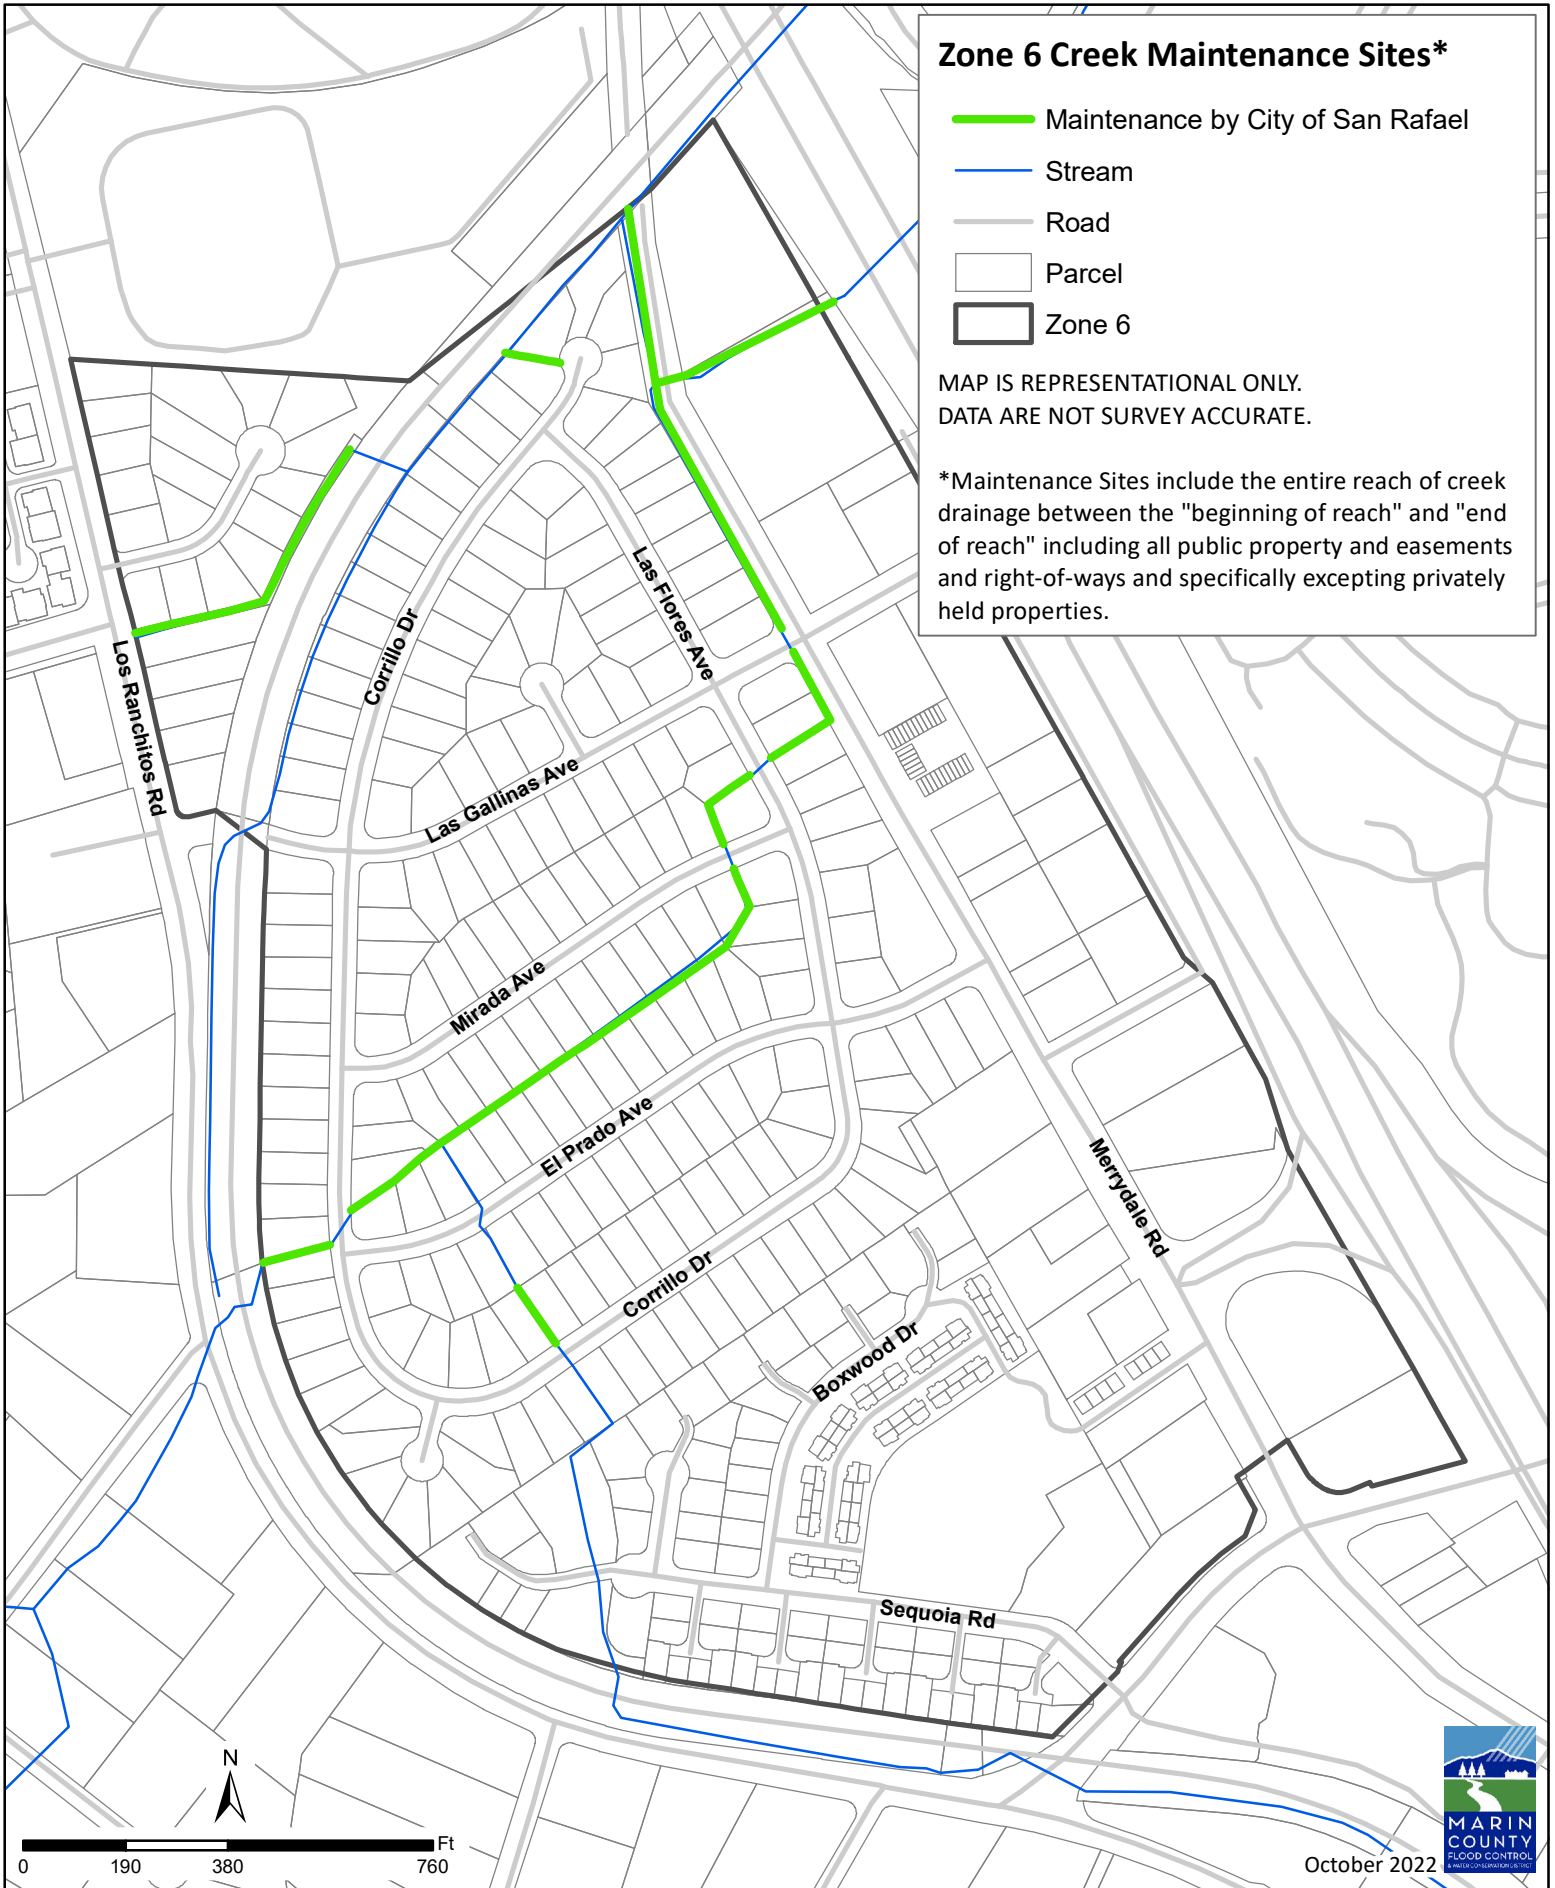 Zone 6 Creek Maintenance Sites*
Maintenance by City of San Rafael
Stream
Road
Parcel
Zone 6
MAP IS REPRESENTATIONAL ONLY.
DATA ARE NOT SURVEY ACCURATE.
*Maintenance Sites include the entire reach of creek
drainage between the "beginning of reach" and "end
of reach" including all public property and easements
and right-of-ways and specifically excepting privately
held properties.
Las Flores Ave
Corrillo Dr
Los Ranchitos Rd
Las Gallinas Ave
Mirada Ave
El Prado Ave
Merrydale Rd
Corrillo Dr
Boxwood Dr
Sequoia Rd
N
Ft
0 190 380 760
October 2022
MARIN
COUNTY
FLOOD CONTROL
& WATER CONSERVATION DISTRICT